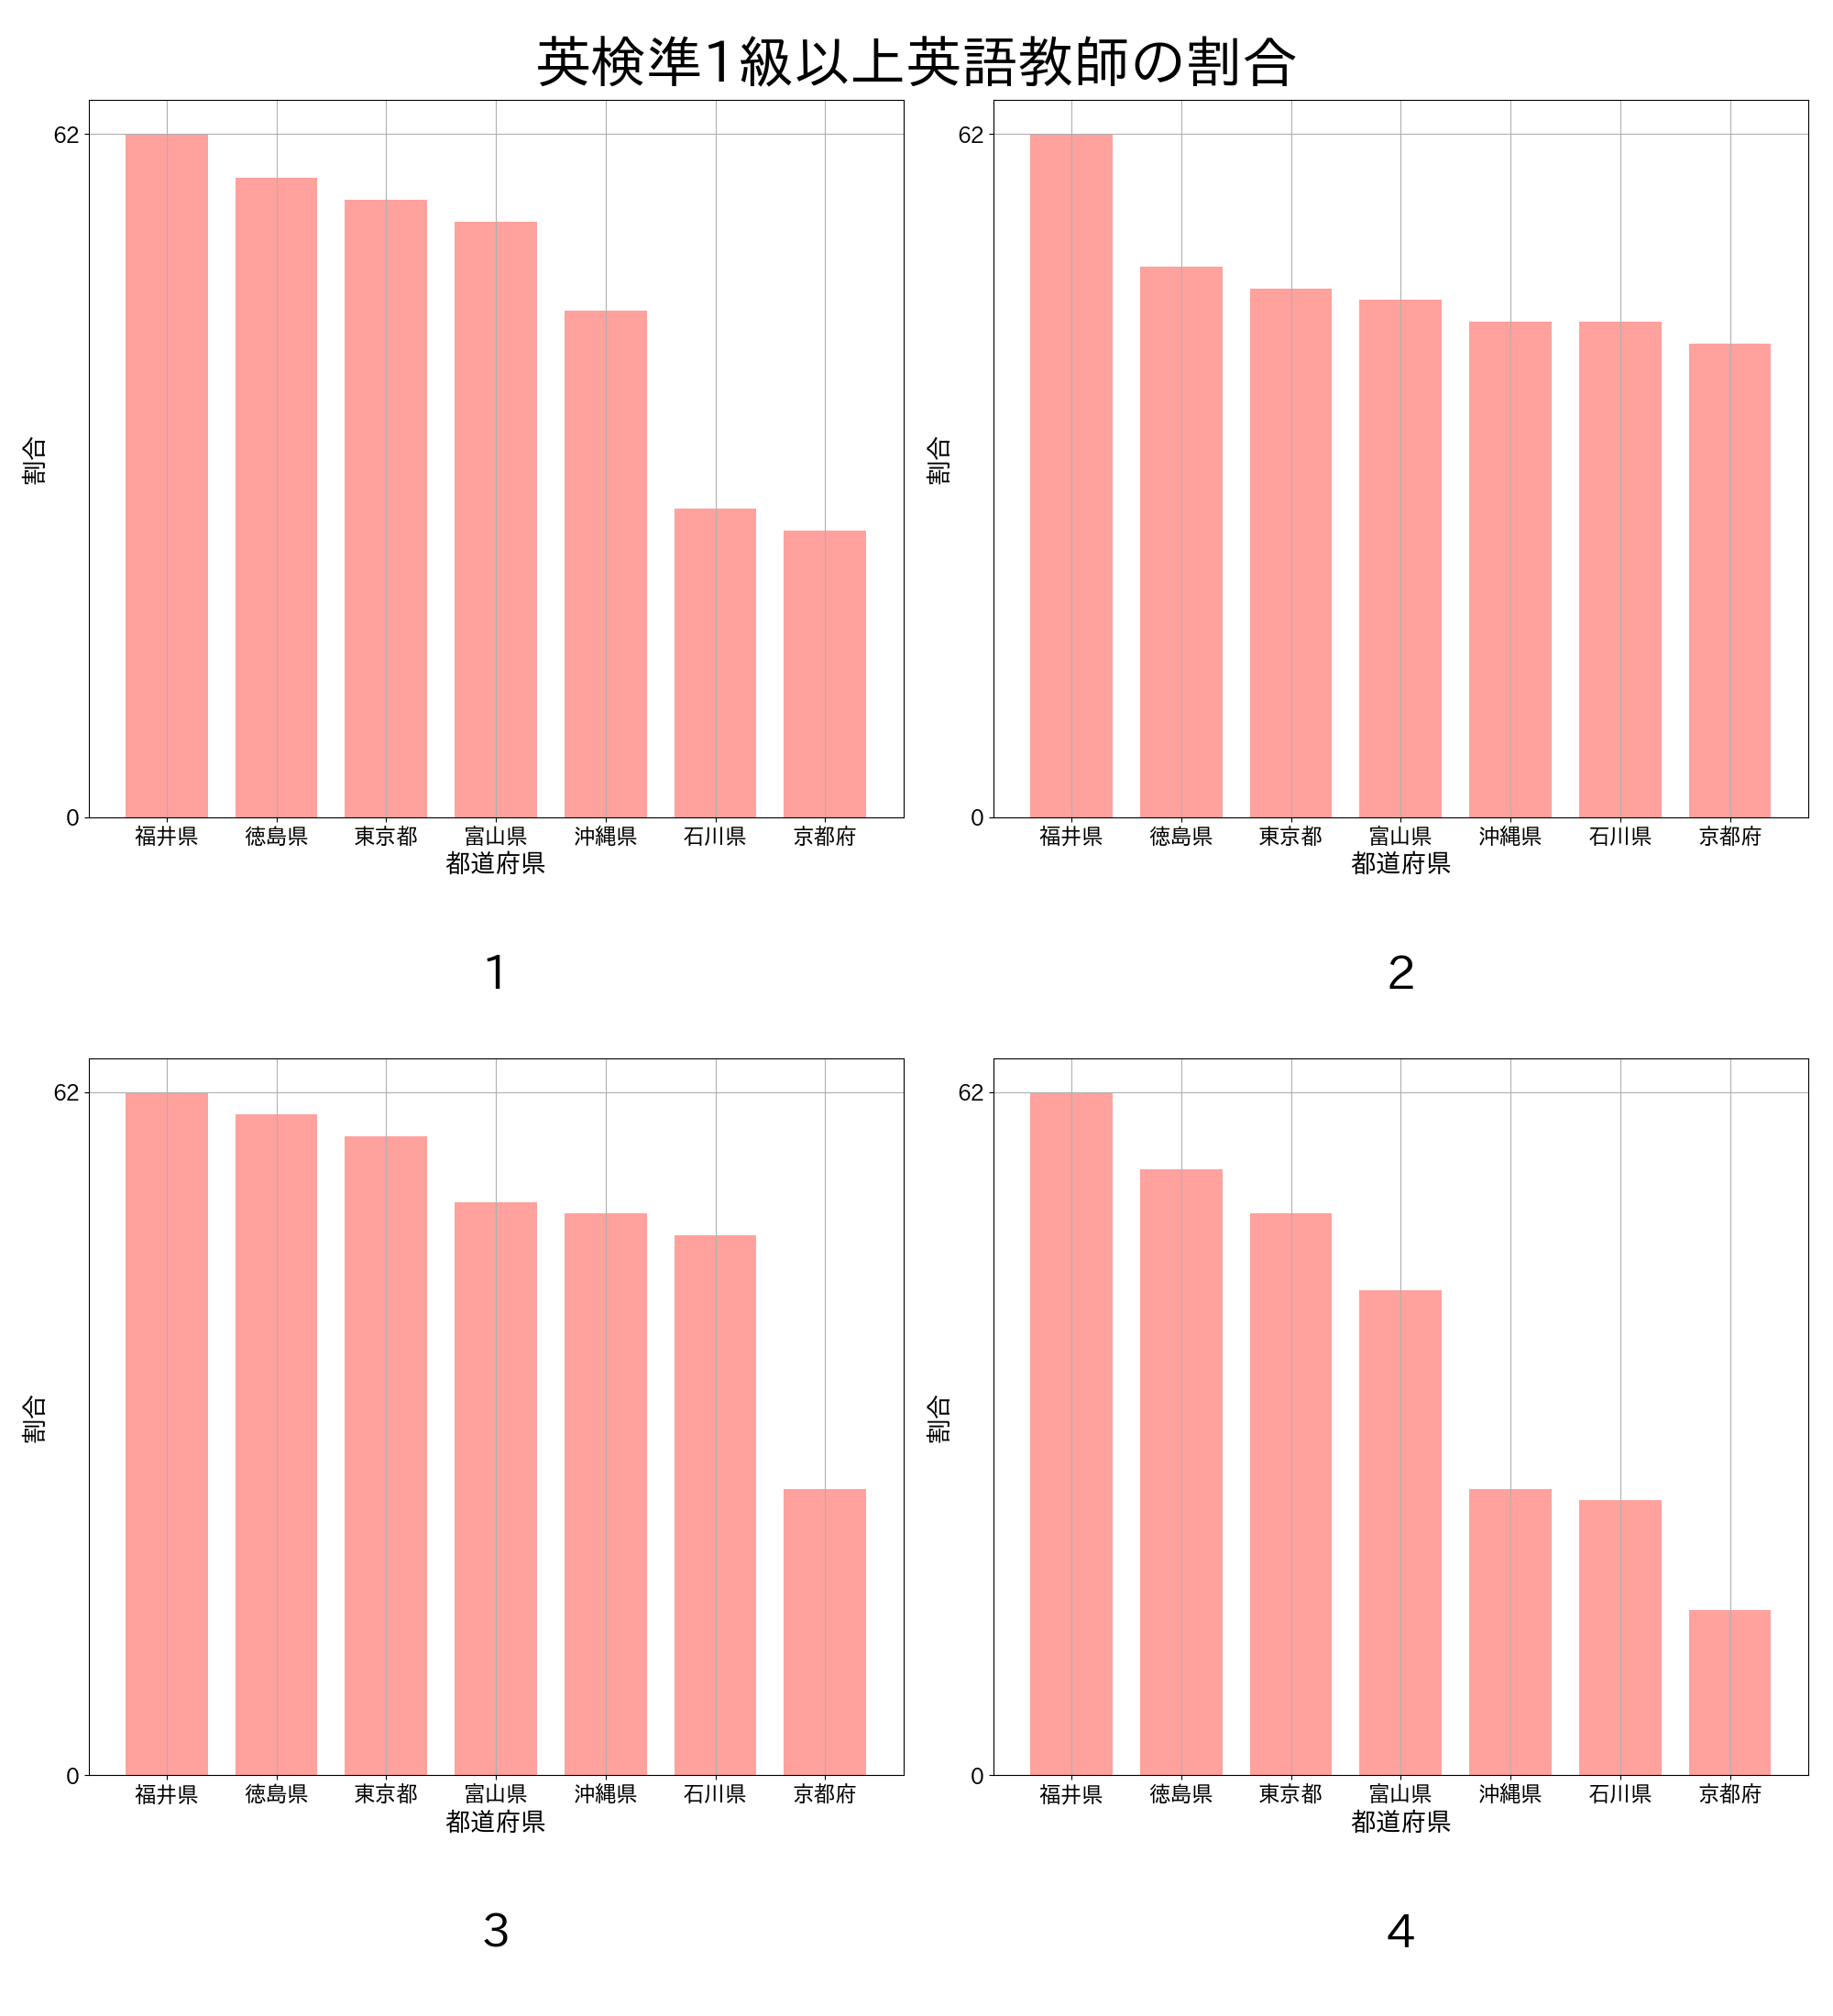 英検準1級以上英語教師の割合
62
0
割合
福井県 徳島県 東京都 富山県 沖縄県 石川県 京都府
都道府県
1
62
0
割合
福井県 徳島県 東京都 富山県 沖縄県 石川県 京都府
都道府県
2
62
0
割合
福井県 徳島県 東京都 富山県 沖縄県 石川県 京都府
都道府県
3
62
0
割合
福井県 徳島県 東京都 富山県 沖縄県 石川県 京都府
都道府県
4